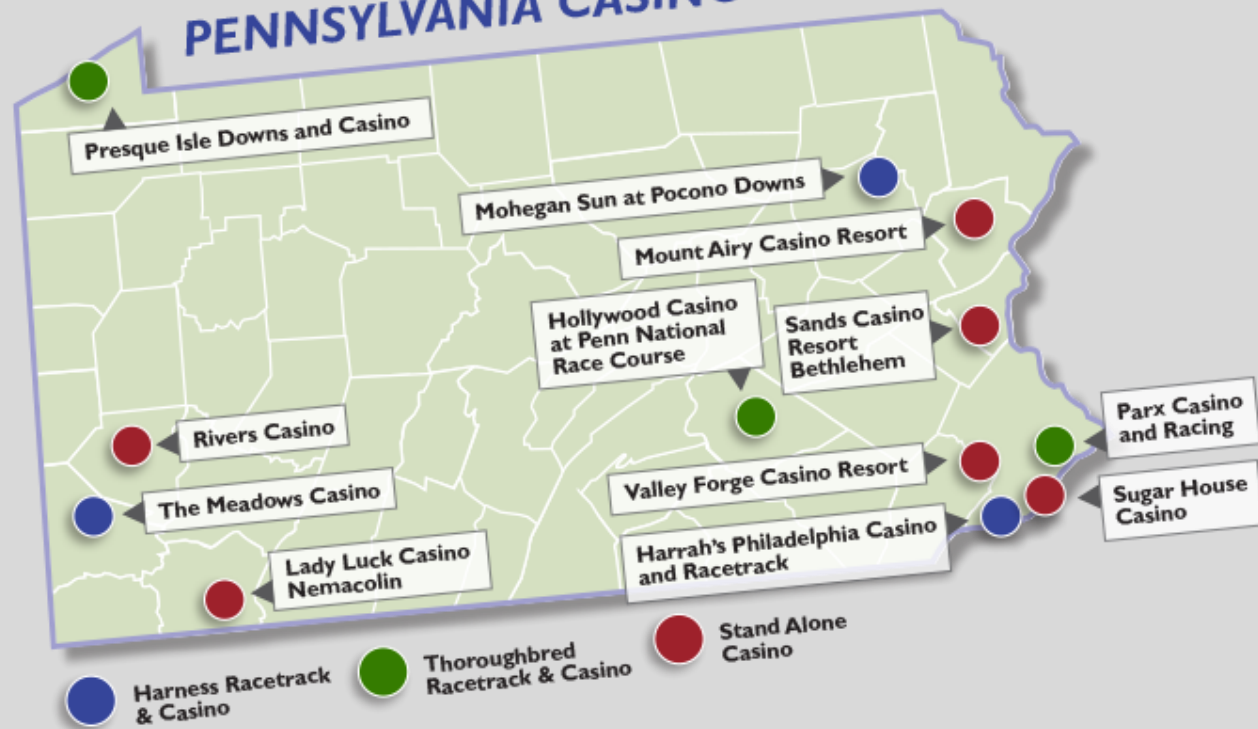 PENNSYLVANIA CASINO
Presque Isle Downs and Casino
Mohegan Sun at Pocono Downs
Mount Airy Casino Resort
Hollywood Casino
at Penn National
Race Course
Sands Casino
Resort
Bethlehem
Parx Casino
and Racing
Rivers Casino
Valley Forge Casino Resort
The Meadows Casino
Sugar House
Casino
Harrah's Philadelphia Casino
and Racetrack
Lady Luck Casino
Nemacolin
Harness Racetrack
& Casino
Thoroughbred
Racetrack & Casino
Stand Alone
Casino